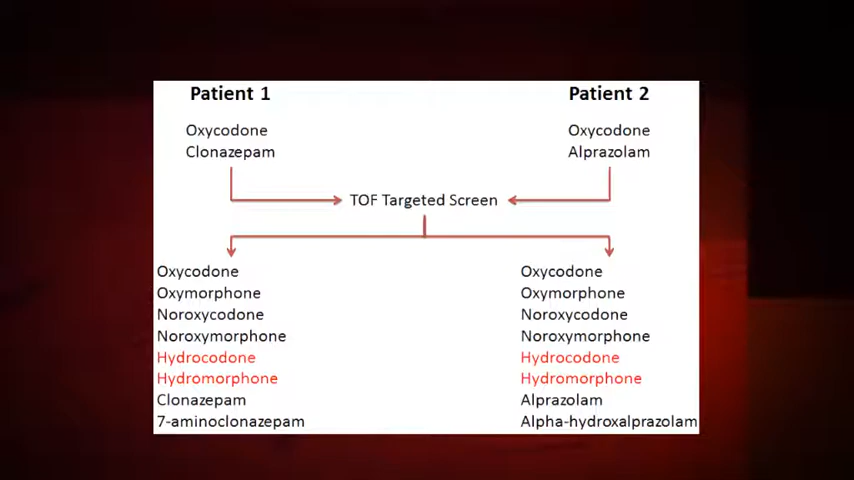 Patient 1
Patient 2
Oxycodone
Clonazepam
Oxycodone
Alprazolam
TOF Targeted Screen
Oxycodone
Oxymorphone
Noroxycodone
Noroxymorphone
Hydrocodone
Hydromorphone
Clonazepam
7-aminoclonazepam
Oxycodone
Oxymorphone
Noroxycodone
Noroxymorphone
Hydrocodone
Hydromorphone
Alprazolam
Alpha-hydroxalprazolam